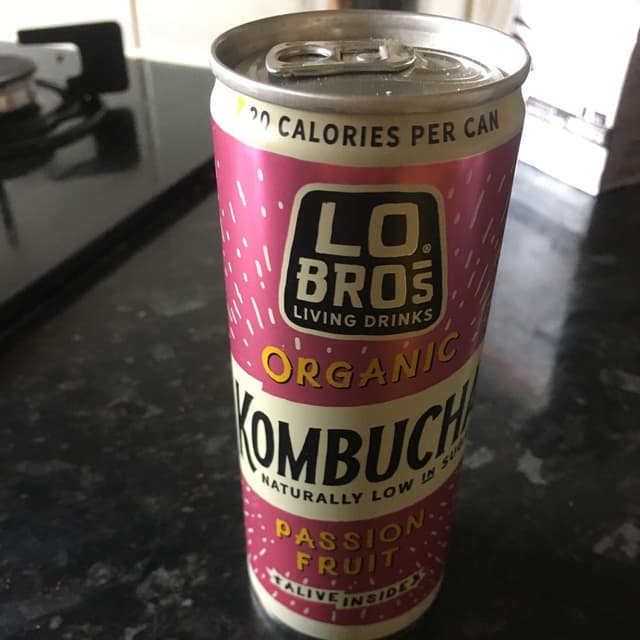 20 CALORIES PER CAN
LO
BROS®
LIVING DRINKS
ORGANIC
KOMBUCHA
NATURALLY LOW IN SU
PASSION
FRUIT
ALIVE INSIDE